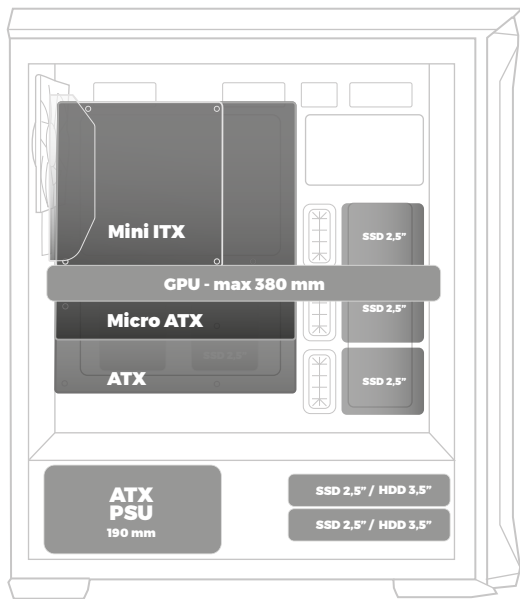 Mini ITX
SSD 2,5”
GPU - max 380 mm
SSD 2,5”
Micro ATX
SSD 2,5”
ATX
SSD 2,5”
ATX
PSU
190 mm
SSD 2,5” / HDD 3,5”
SSD 2,5” / HDD 3,5”